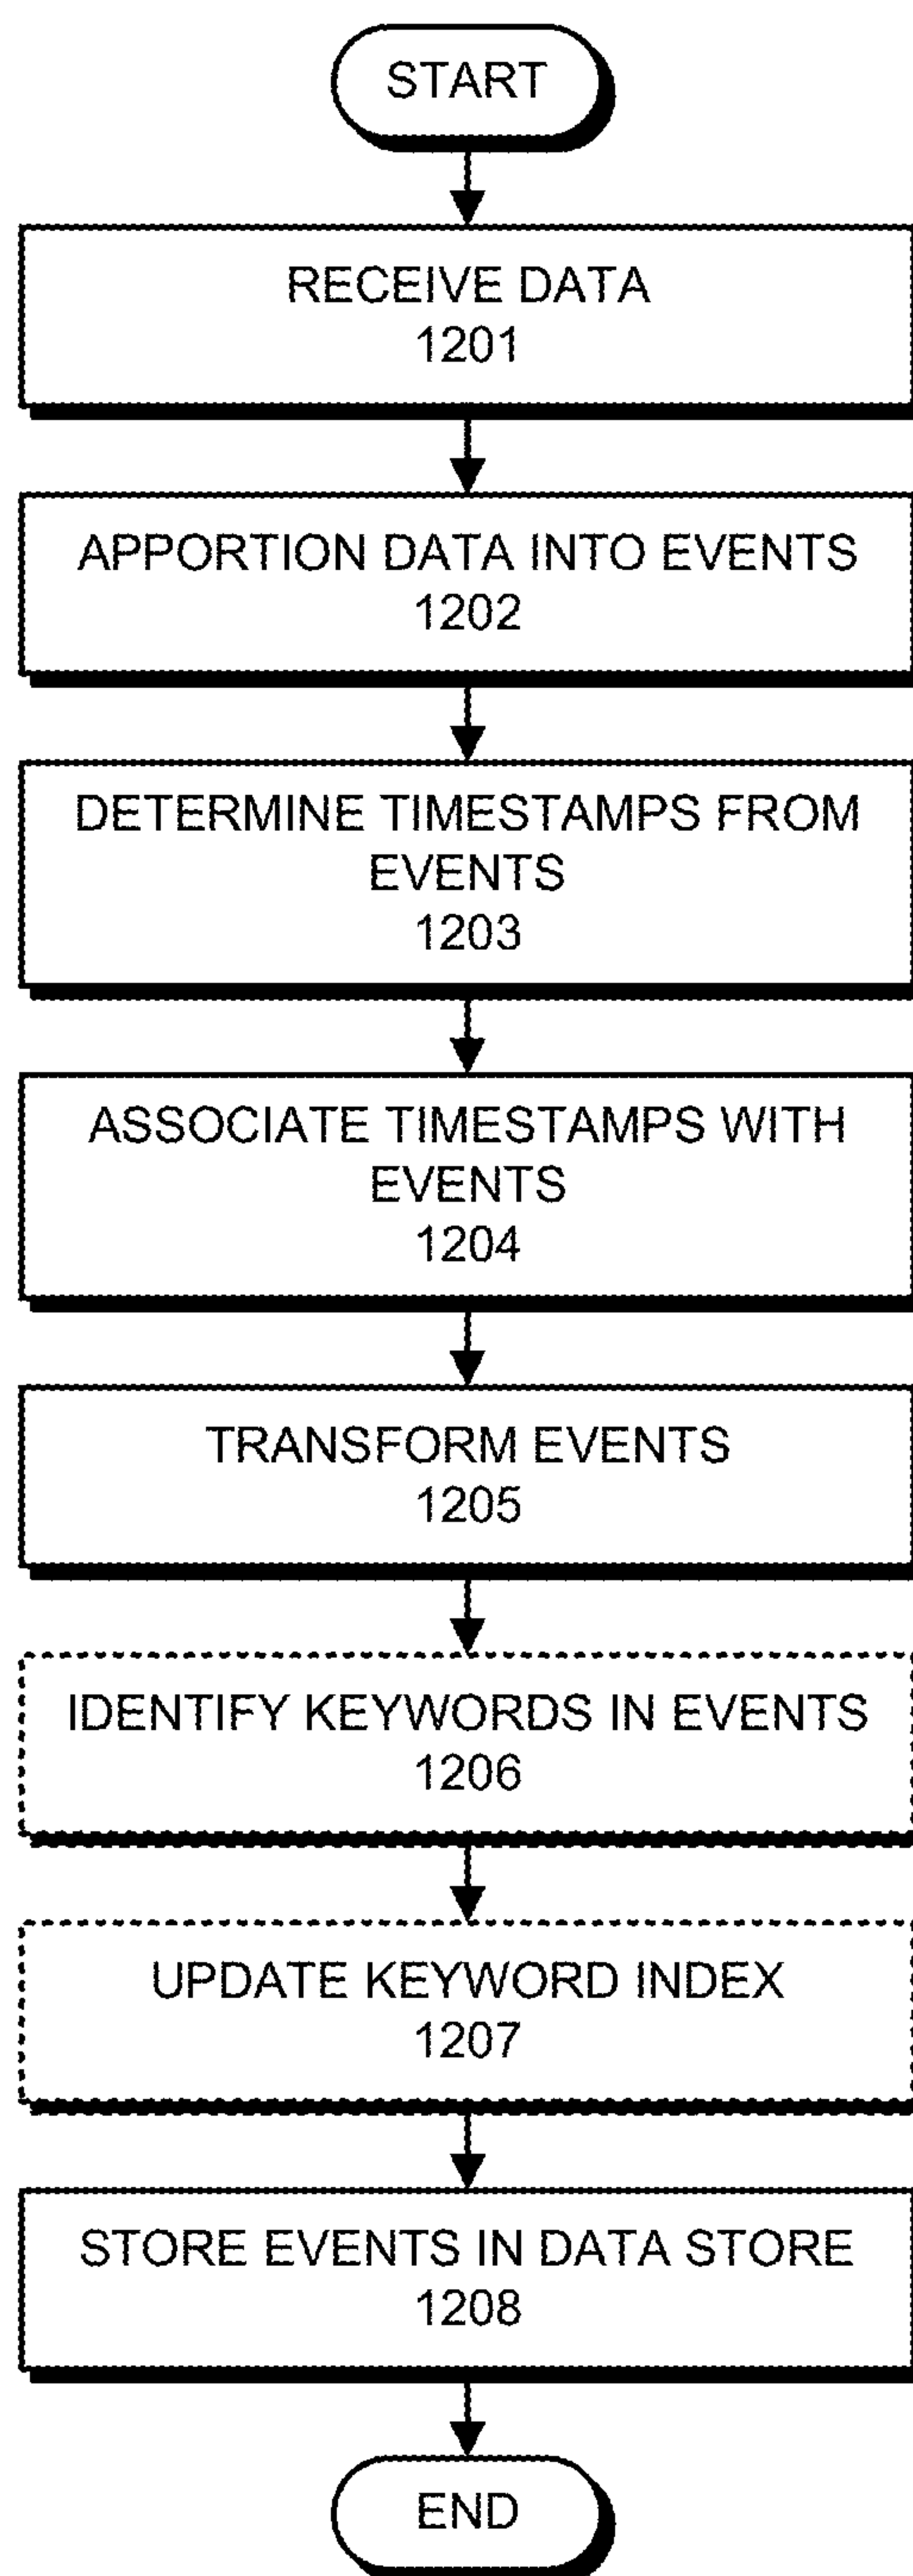 START
RECEIVE DATA
1201
APPORTION DATA INTO EVENTS
1202
DETERMINE TIMESTAMPS FROM
EVENTS
1203
ASSOCIATE TIMESTAMPS WITH
EVENTS
1204
TRANSFORM EVENTS
1205
IDENTIFY KEYWORDS IN EVENTS
1206
UPDATE KEYWORD INDEX
1207
STORE EVENTS IN DATA STORE
1208
END